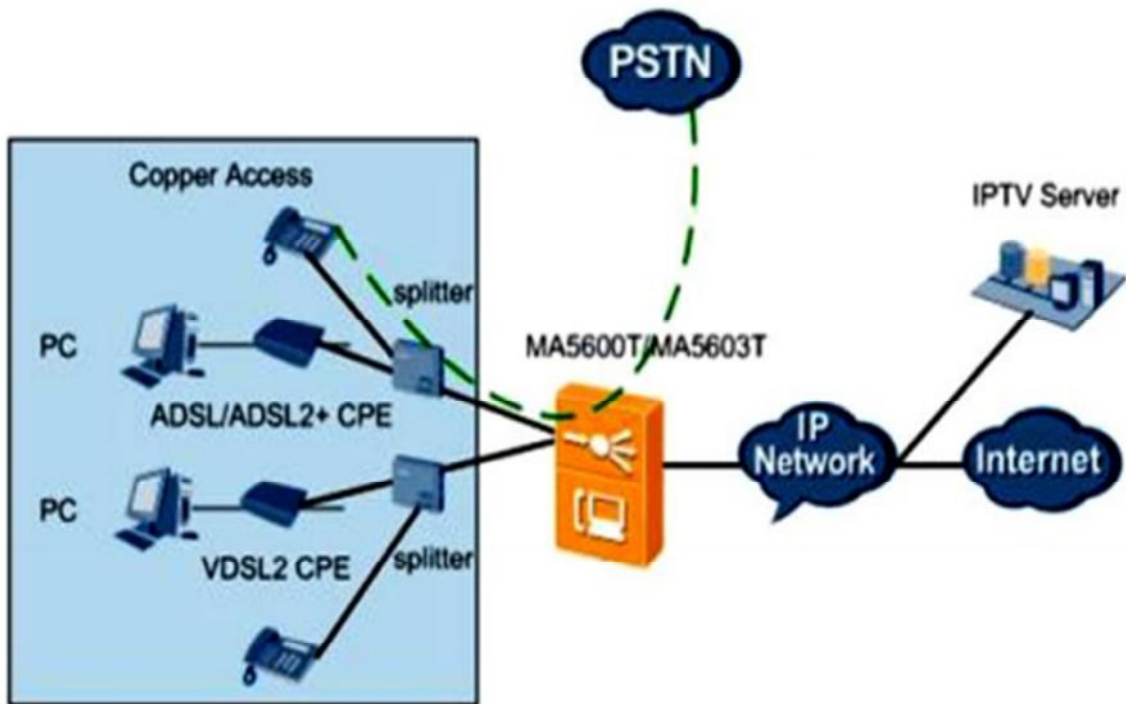 PSTN
Copper Access
IPTV Server
splitter
PC
MA5600T/MA5603T
ADSL/ADSL2+ CPE
IP
Network
Internet
PC
VDSL2 CPE
splitter